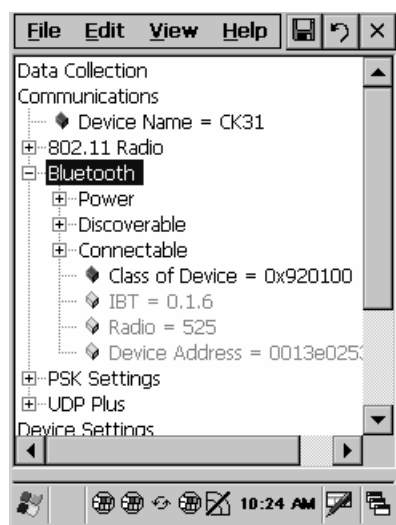 File Edit View Help
Data Collection
Communications
Device Name = CK31
802.11 Radio
Bluetooth
Power
Discoverable
Connectable
Class of Device = 0x920100
IBT = 0.1.6
Radio = 525
Device Address = 0013e0253
PSK Settings
UDP Plus
Device Settings
10:24 AM